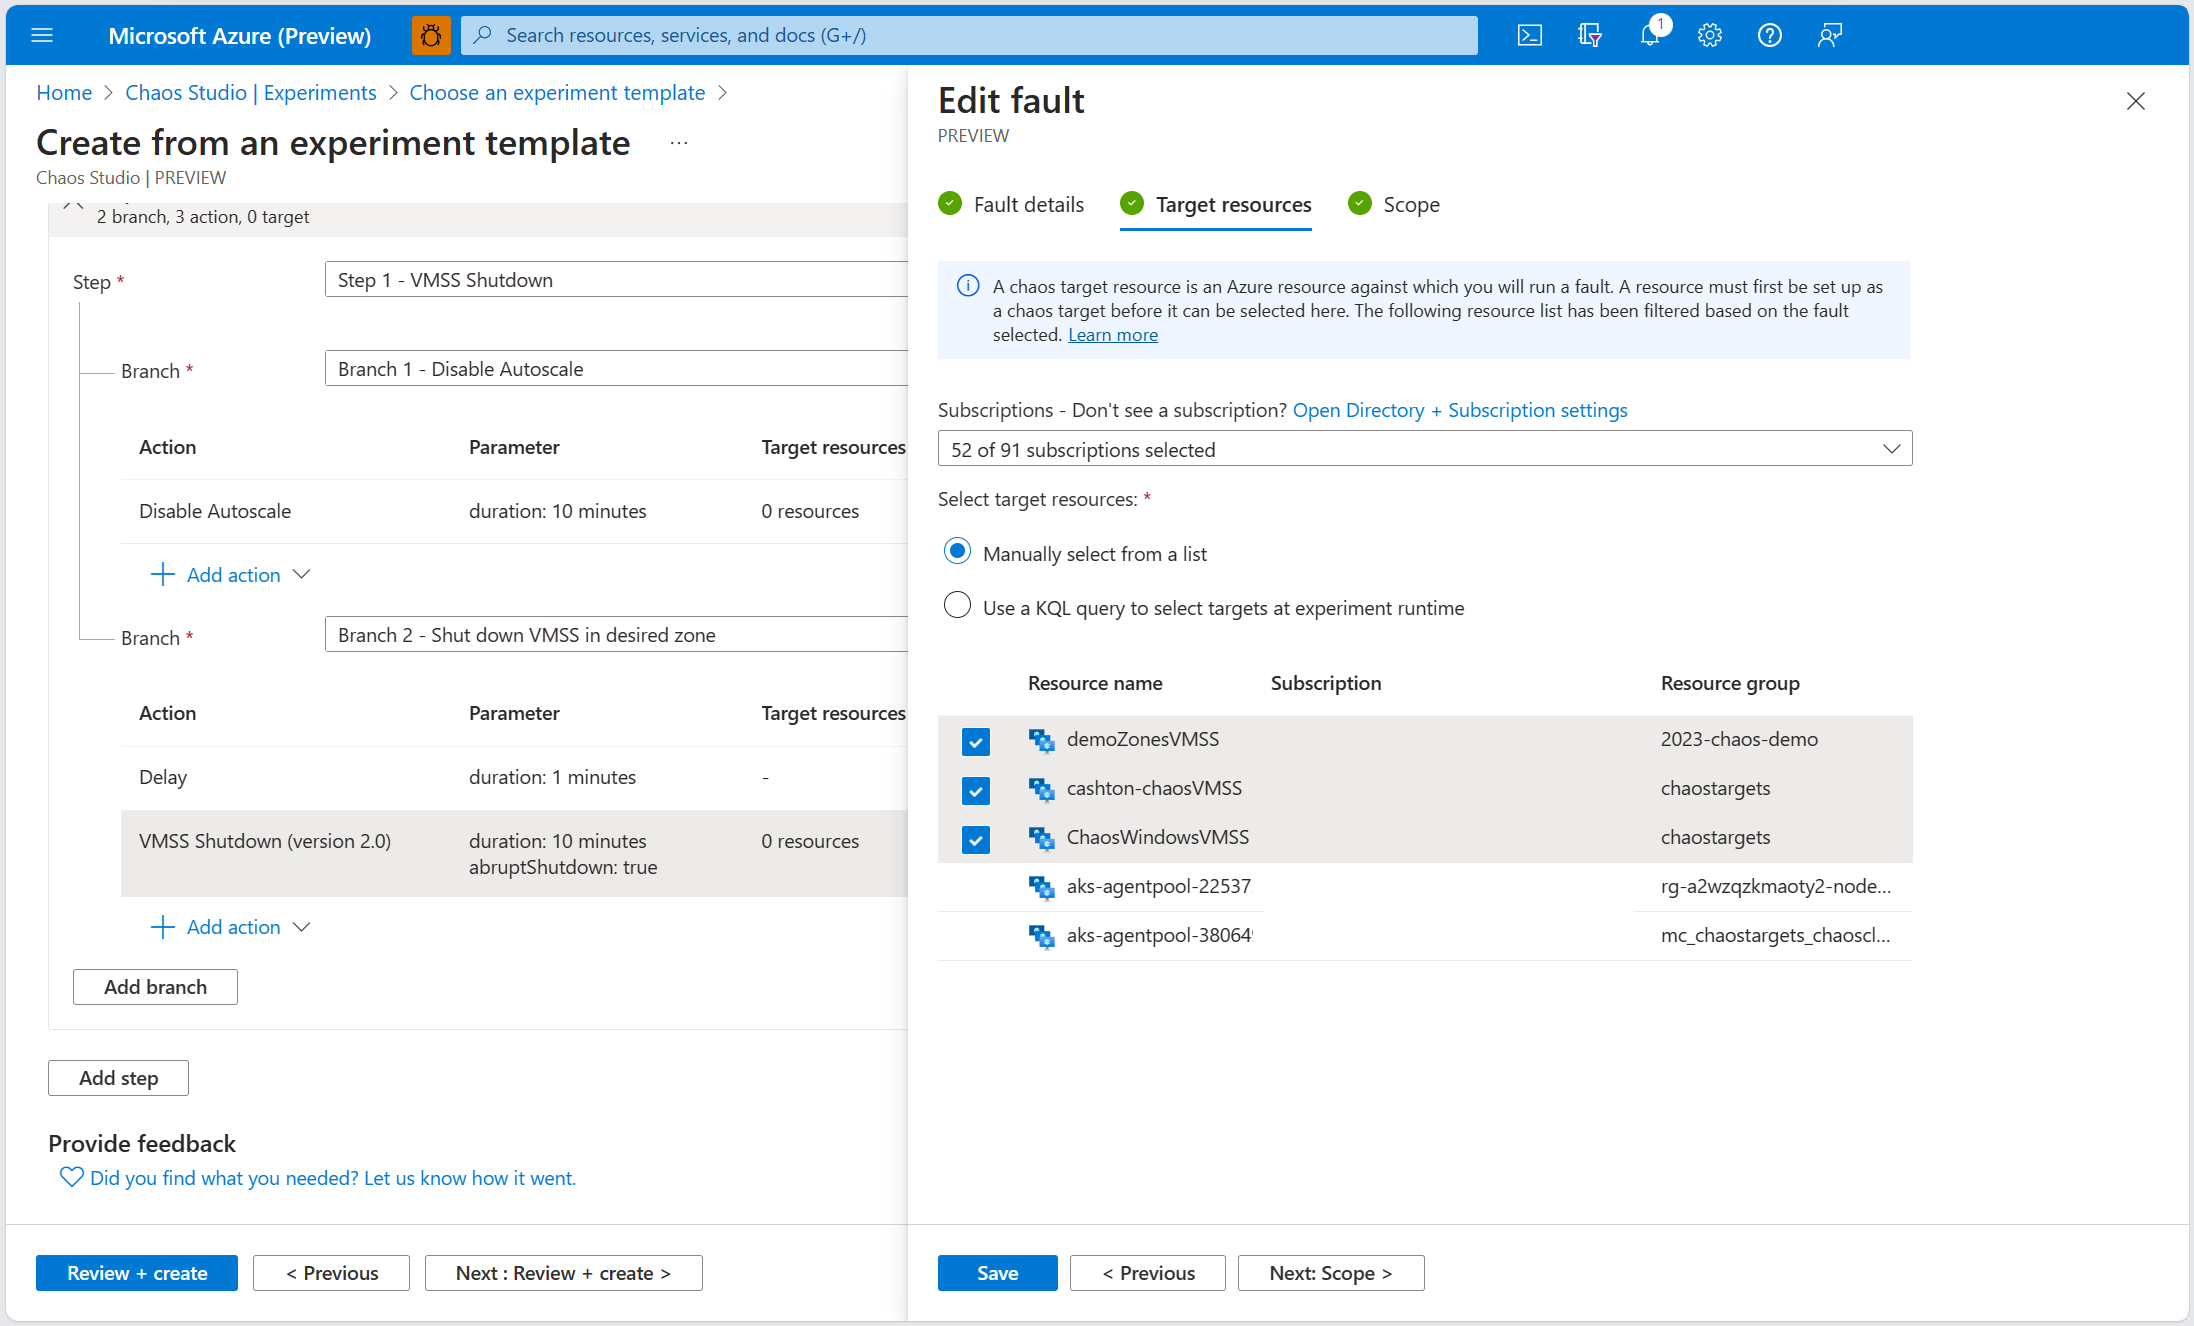 Microsoft Azure (Preview)
Search resources, services, and docs (G+/)
1
Home > Chaos Studio | Experiments > Choose an experiment template >
Create from an experiment template ...
Chaos Studio | PREVIEW
2 branch, 3 action, 0 target
Step *
Step 1 - VMSS Shutdown
Branch *
Branch 1 - Disable Autoscale
Action Parameter Target resources
Disable Autoscale duration: 10 minutes 0 resources
Add action
Branch *
Branch 2 - Shut down VMSS in desired zone
Action Parameter Target resources
Delay duration: 1 minutes -
VMSS Shutdown (version 2.0) duration: 10 minutes 0 resources
abruptShutdown: true
Add action
Add branch
Add step
Provide feedback
Did you find what you needed? Let us know how it went.
Review + create
< Previous
Next : Review + create >
Edit fault
PREVIEW
Fault details
Target resources
Scope
A chaos target resource is an Azure resource against which you will run a fault. A resource must first be set up as
a chaos target before it can be selected here. The following resource list has been filtered based on the fault
selected. Learn more
Subscriptions - Don't see a subscription? Open Directory + Subscription settings
52 of 91 subscriptions selected
Select target resources: *
Manually select from a list
Use a KQL query to select targets at experiment runtime
Resource name Subscription Resource group
demoZonesVMSS 2023-chaos-demo
cashton-chaosVMSS chaostargets
ChaosWindowsVMSS chaostargets
aks-agentpool-22537 rg-a2wzqzkmaoty2-node...
aks-agentpool-38064 mc_chaostargets_chaoscl...
Save
< Previous
Next: Scope >